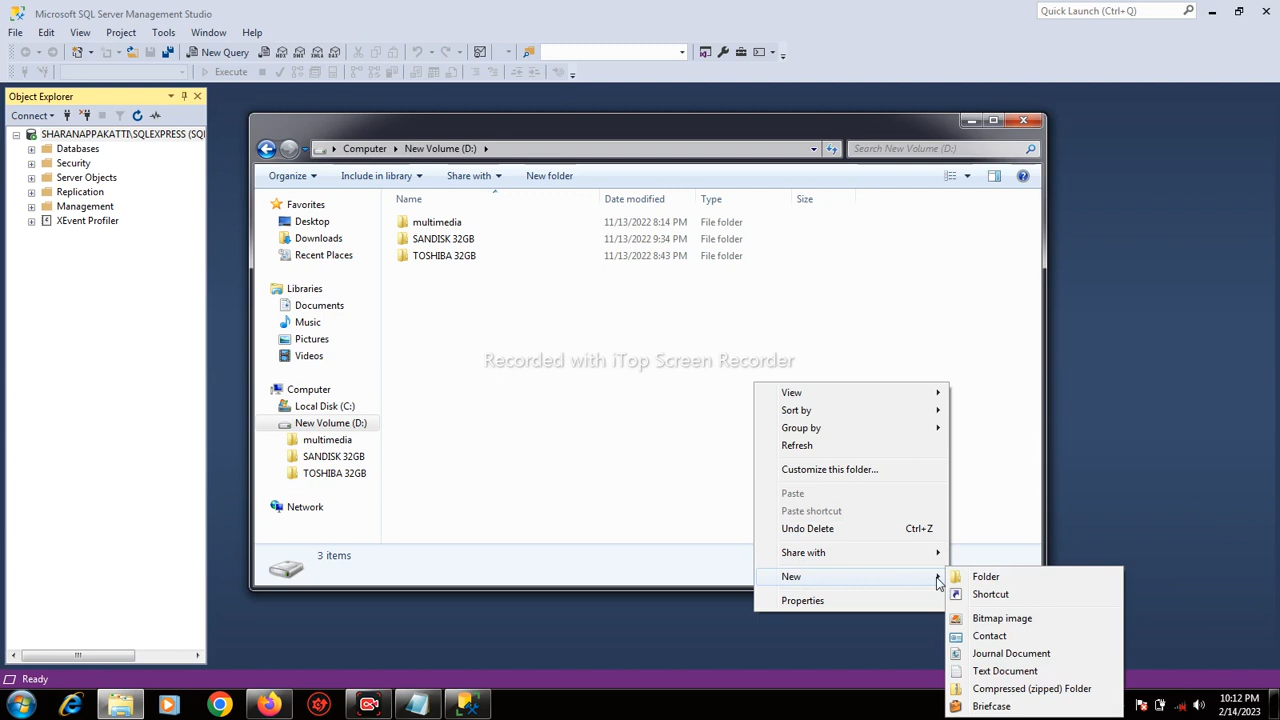 Microsoft SQL Server Management Studio
Quick Launch (Ctrl+Q)
File Edit View Project Tools Window Help
New Query
Execute
Object Explorer
Connect
SHARANAPPAKATTI\SQLEXPRESS (SQL
Databases
Security
Server Objects
Replication
Management
XEvent Profiler
Computer New Volume (D:)
Search New Volume (D:)
Organize Include in library Share with New folder
Name Date modified Type Size
multimedia 11/13/2022 8:14 PM File folder
SANDISK 32GB 11/13/2022 9:34 PM File folder
TOSHIBA 32GB 11/13/2022 8:43 PM File folder
Favorites
Desktop
Downloads
Recent Places
Libraries
Documents
Music
Pictures
Videos
Computer
Local Disk (C:)
New Volume (D:)
multimedia
SANDISK 32GB
TOSHIBA 32GB
Network
3 items
Recorded with iTop Screen Recorder
View
Sort by
Group by
Refresh
Customize this folder...
Paste
Paste shortcut
Undo Delete Ctrl+Z
Share with
New
Properties
Folder
Shortcut
Bitmap image
Contact
Journal Document
Text Document
Compressed (zipped) Folder
Briefcase
Ready
10:12 PM
2/14/2023